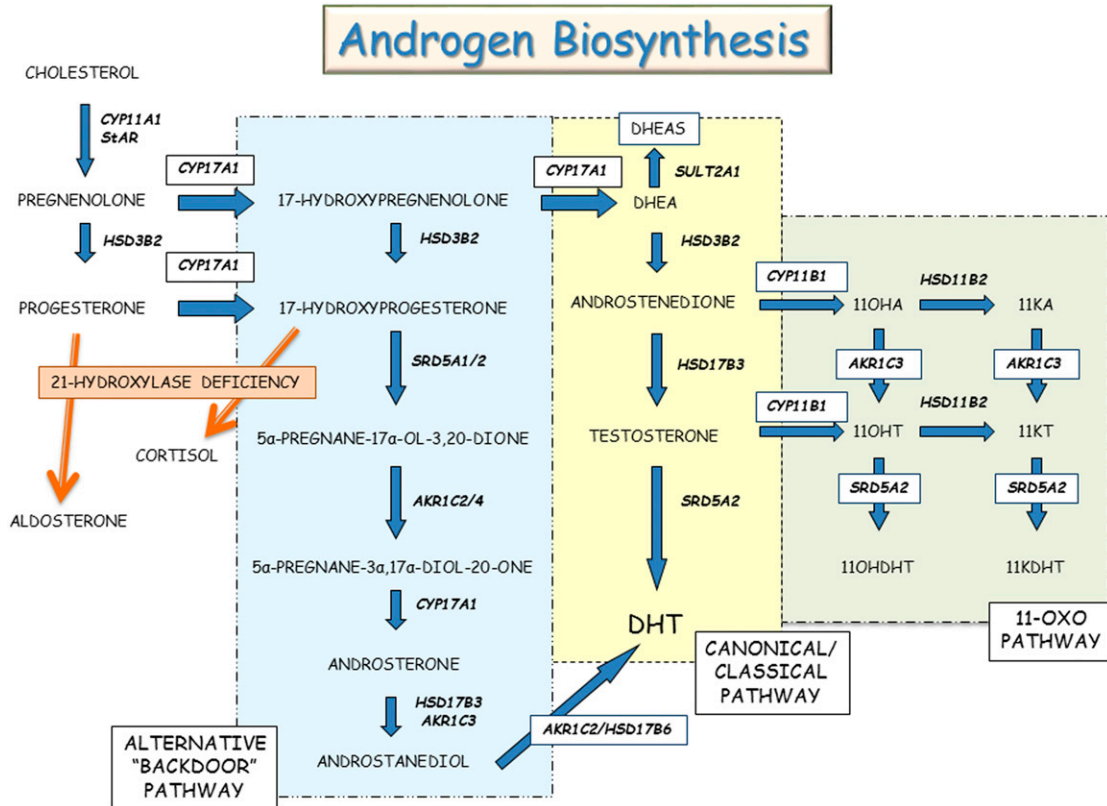 Androgen Biosynthesis
CHOLESTEROL
CYP11A1
StAR
DHEAS
CYP17A1
CYP17A1
SULT2A1
PREGNENOLONE
17-HYDROXYPREGNENOLONE
DHEA
HSD3B2
HSD3B2
HSD3B2
CYP17A1
CYP11B1
HSD11B2
PROGESTERONE
17-HYDROXYPROGESTERONE
ANDROSTENEDIONE
11OHA
11KA
SRD5A1/2
HSD17B3
AKR1C3
AKR1C3
21-HYDROXYLASE DEFICIENCY
CYP11B1
HSD11B2
5α-PREGNANE-17α-OL-3,20-DIONE
TESTOSTERONE
11OHT
11KT
CORTISOL
AKR1C2/4
SRD5A2
SRD5A2
SRD5A2
ALDOSTERONE
5α-PREGNANE-3α,17α-DIOL-20-ONE
11OHDHT
11KDHT
CYP17A1
DHT
11-OXO
PATHWAY
CANONICAL/
CLASSICAL
PATHWAY
ANDROSTERONE
HSD17B3
AKR1C3
AKR1C2/HSD17B6
ALTERNATIVE
"BACKDOOR"
PATHWAY
ANDROSTANEDIOL